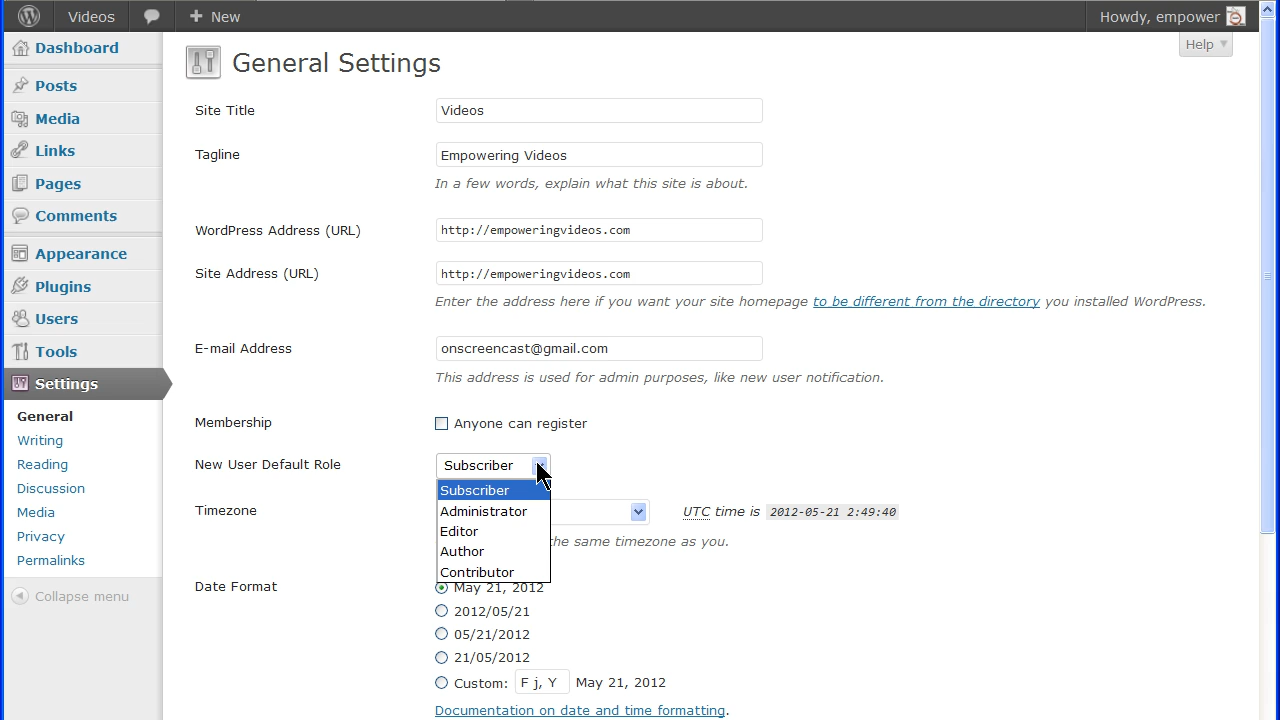 Videos
New
Howdy, empower
Help
Dashboard
Posts
Media
Links
Pages
Comments
Appearance
Plugins
Users
Tools
Settings
General
Writing
Reading
Discussion
Media
Privacy
Permalinks
Collapse menu
General Settings
Site Title Videos
Tagline Empowering Videos
In a few words, explain what this site is about.
WordPress Address (URL) http://empoweringvideos.com
Site Address (URL) http://empoweringvideos.com
Enter the address here if you want your site homepage to be different from the directory you installed WordPress.
E-mail Address onscreencast@gmail.com
This address is used for admin purposes, like new user notification.
Membership Anyone can register
New User Default Role Subscriber
Subscriber
Administrator
Editor
Author
Contributor
Timezone UTC time is 2012-05-21 2:49:40
the same timezone as you.
Date Format May 21, 2012
2012/05/21
05/21/2012
21/05/2012
Custom: F j, Y May 21, 2012
Documentation on date and time formatting.